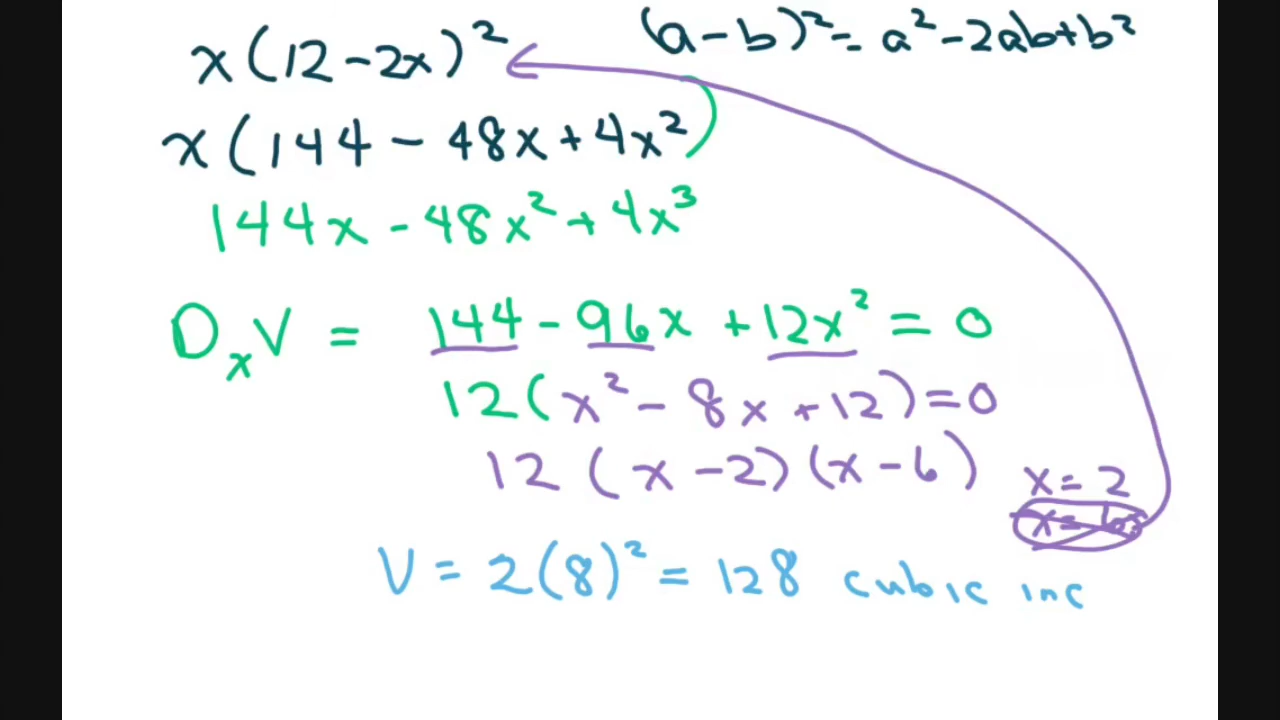 x(12-2x)²
(a-b)²=a²-2ab+b²
x(144-48x+4x²)
144x-48x²+4x³
DₓV = 144-96x+12x²=0
12(x²-8x+12)=0
12(x-2)(x-6)
x=2
x=6
V=2(8)²=128 cubic inc